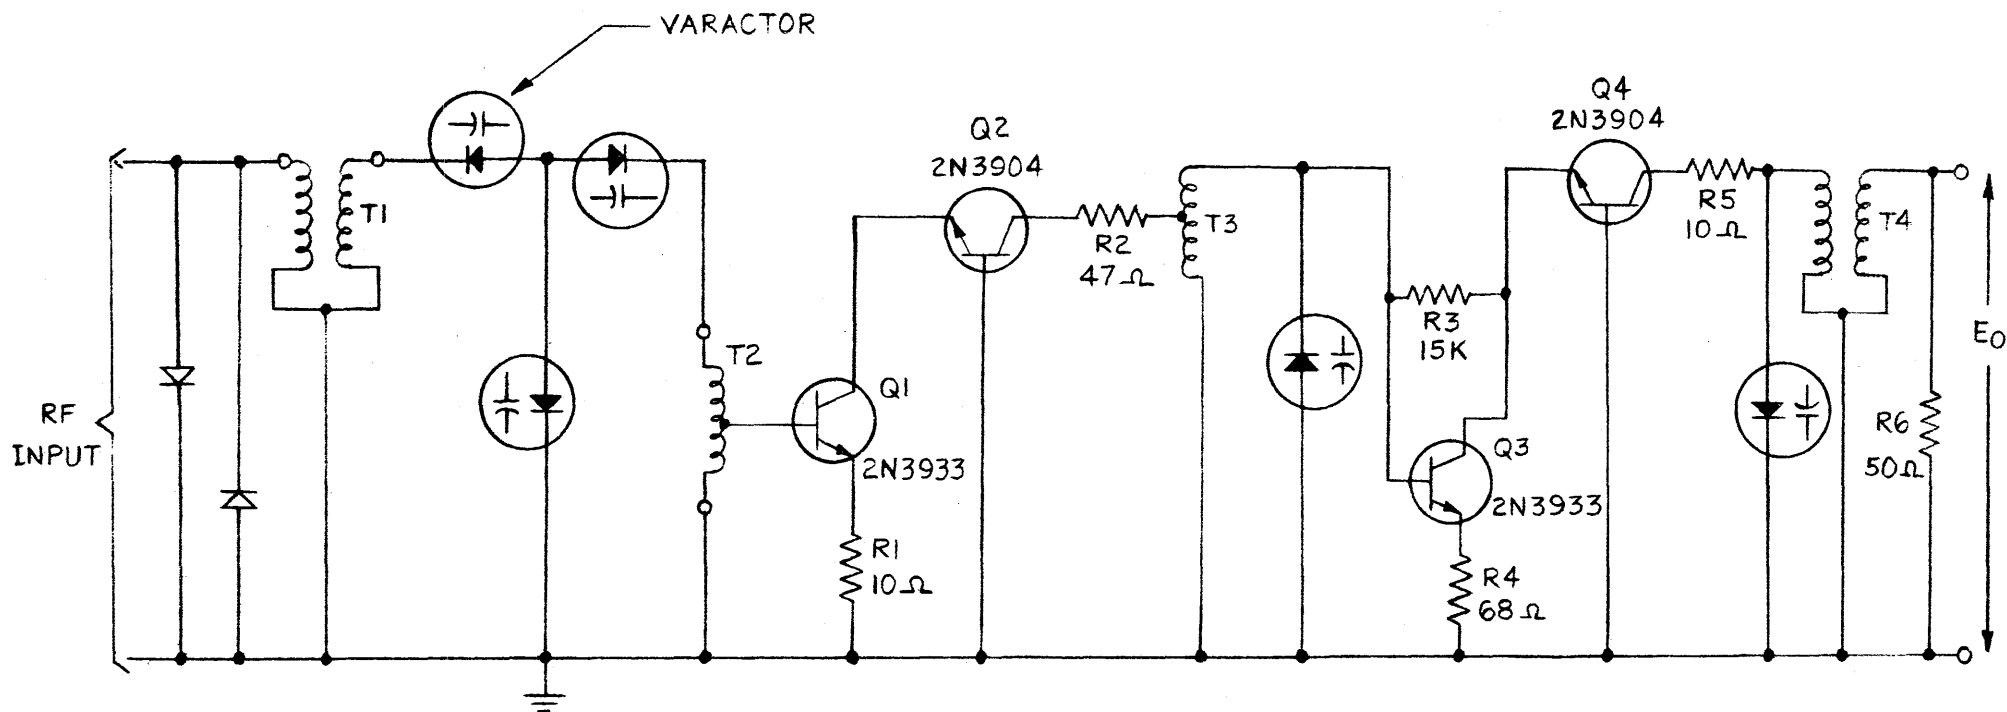 VARACTOR
T1
RF
INPUT
T2
Q1
2N3933
R1
10Ω
Q2
2N3904
R2
47Ω
T3
R3
15K
Q3
2N3933
R4
68Ω
Q4
2N3904
R5
10Ω
T4
R6
50Ω
EO